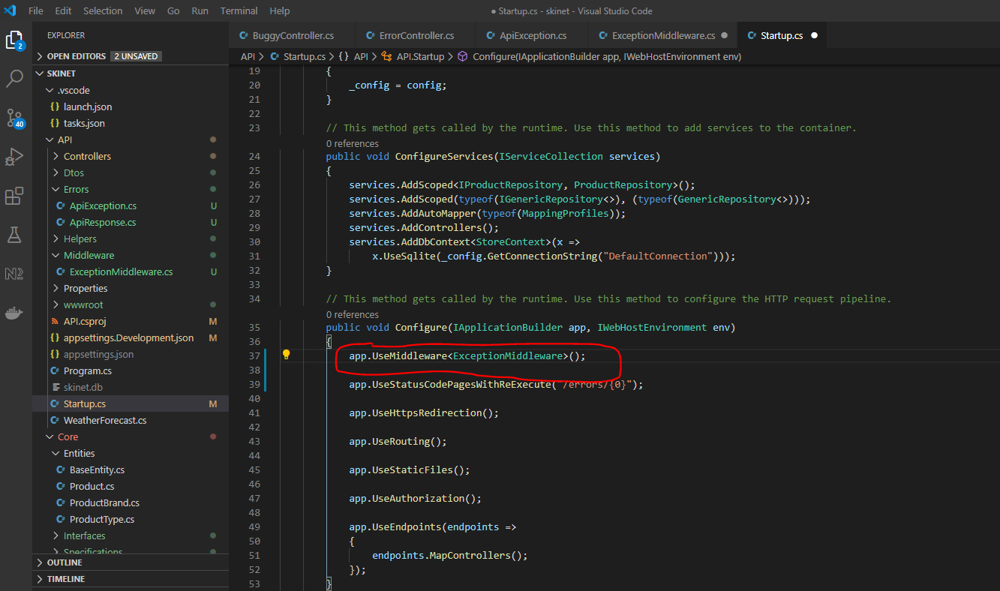 File Edit Selection View Go Run Terminal Help
● Startup.cs - skinet - Visual Studio Code
EXPLORER
OPEN EDITORS 2 UNSAVED
SKINET
.vscode
{} launch.json
{} tasks.json
API
Controllers
Dtos
Errors
C# ApiException.cs U
C# ApiResponse.cs U
Helpers
Middleware
C# ExceptionMiddleware.cs U
Properties
wwwroot
API.csproj M
{} appsettings.Development.json M
{} appsettings.json
C# Program.cs
skinet.db
C# Startup.cs M
C# WeatherForecast.cs
Core
Entities
C# BaseEntity.cs
C# Product.cs
C# ProductBrand.cs
C# ProductType.cs
Interfaces
Specifications
OUTLINE
TIMELINE
2
40
C# BuggyController.cs
C# ErrorController.cs
C# ApiException.cs
C# ExceptionMiddleware.cs ●
C# Startup.cs ●
API > C# Startup.cs > {} API > API.Startup > Configure(IApplicationBuilder app, IWebHostEnvironment env)
19 {
20 _config = config;
21 }
22
23 // This method gets called by the runtime. Use this method to add services to the container.
0 references
24 public void ConfigureServices(IServiceCollection services)
25 {
26 services.AddScoped<IProductRepository, ProductRepository>();
27 services.AddScoped(typeof(IGenericRepository<>), (typeof(GenericRepository<>)));
28 services.AddAutoMapper(typeof(MappingProfiles));
29 services.AddControllers();
30 services.AddDbContext<StoreContext>(x =>
31 x.UseSqlite(_config.GetConnectionString("DefaultConnection")));
32 }
33
34 // This method gets called by the runtime. Use this method to configure the HTTP request pipeline.
0 references
35 public void Configure(IApplicationBuilder app, IWebHostEnvironment env)
36 {
37 app.UseMiddleware<ExceptionMiddleware>();
38
39 app.UseStatusCodePagesWithReExecute("/errors/{0}");
40
41 app.UseHttpsRedirection();
42
43 app.UseRouting();
44
45 app.UseStaticFiles();
46
47 app.UseAuthorization();
48
49 app.UseEndpoints(endpoints =>
50 {
51 endpoints.MapControllers();
52 });
53 }